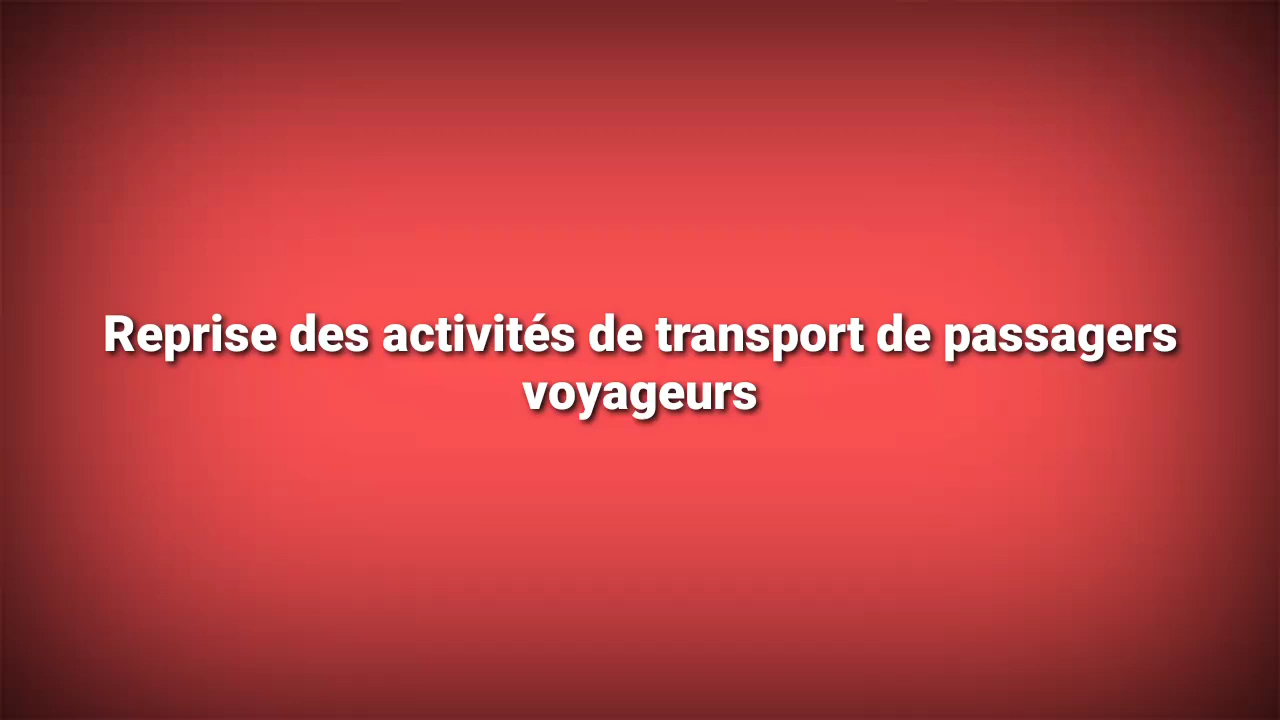 Reprise des activités de transport de passagers
voyageurs